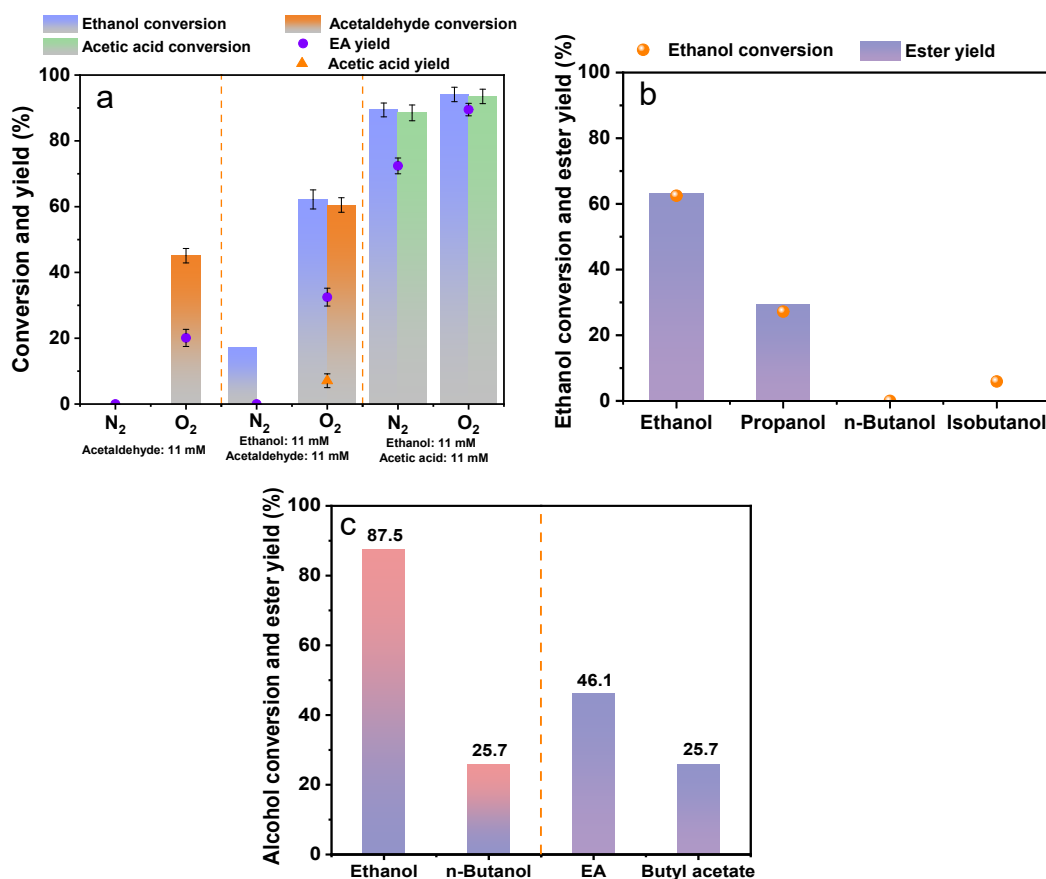 Ethanol conversion
Acetaldehyde conversion
Acetic acid conversion
EA yield
Acetic acid yield
a
Conversion and yield (%)
100
80
60
40
20
0
N₂
O₂
N₂
O₂
N₂
O₂
Acetaldehyde: 11 mM
Ethanol: 11 mM
Acetaldehyde: 11 mM
Ethanol: 11 mM
Acetic acid: 11 mM
Ethanol conversion
Ester yield
b
Ethanol conversion and ester yield (%)
100
80
60
40
20
0
Ethanol
Propanol
n-Butanol
Isobutanol
c
Alcohol conversion and ester yield (%)
100
80
60
40
20
0
87.5
25.7
46.1
25.7
Ethanol
n-Butanol
EA
Butyl acetate